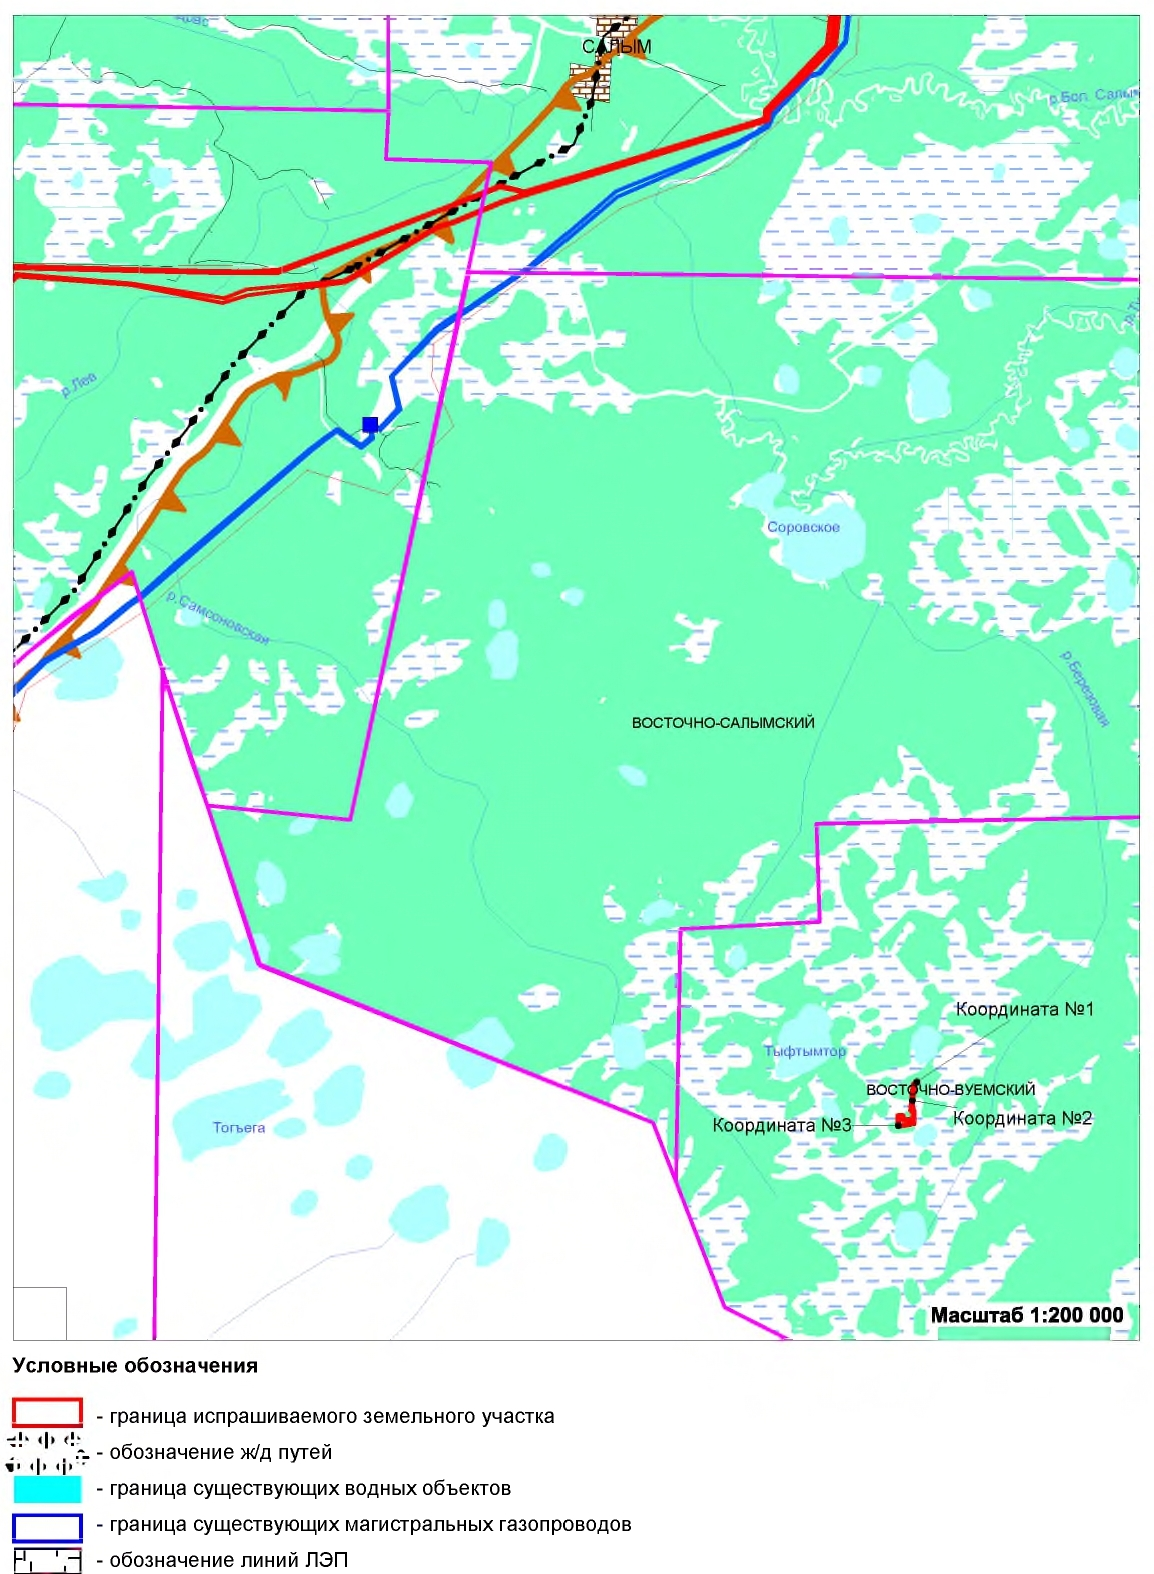 САЛЫМ
р.Бол. Салым
р.Лев
Соровское
р.Самсоновская
р.Березовая
ВОСТОЧНО-САЛЫМСКИЙ
Координата №1
Тыфтымтор
ВОСТОЧНО-ВУЕМСКИЙ
Координата №2
Координата №3
Тогъега
Масштаб 1:200 000
Условные обозначения
- граница испрашиваемого земельного участка
- обозначение ж/д путей
- граница существующих водных объектов
- граница существующих магистральных газопроводов
- обозначение линий ЛЭП